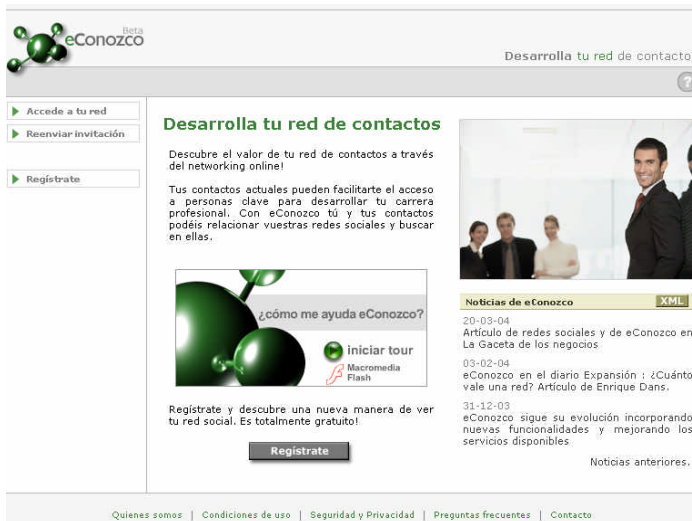 Beta
eConozco
Desarrolla tu red de contacto
?
Accede a tu red
Reenviar invitación
Regístrate
Desarrolla tu red de contactos
Descubre el valor de tu red de contactos a través
del networking online!
Tus contactos actuales pueden facilitarte el acceso
a personas clave para desarrollar tu carrera
profesional. Con eConozco tú y tus contactos
podéis relacionar vuestras redes sociales y buscar
en ellas.
¿cómo me ayuda eConozco?
iniciar tour
Macromedia
Flash
Regístrate y descubre una nueva manera de ver
tu red social. Es totalmente gratuito!
Regístrate
Noticias de eConozco XML
20-03-04
Artículo de redes sociales y de eConozco en
La Gaceta de los negocios
03-02-04
eConozco en el diario Expansión : ¿Cuánto
vale una red? Artículo de Enrique Dans.
31-12-03
eConozco sigue su evolución incorporando
nuevas funcionalidades y mejorando los
servicios disponibles
Noticias anteriores.
Quienes somos | Condiciones de uso | Seguridad y Privacidad | Preguntas frecuentes | Contacto